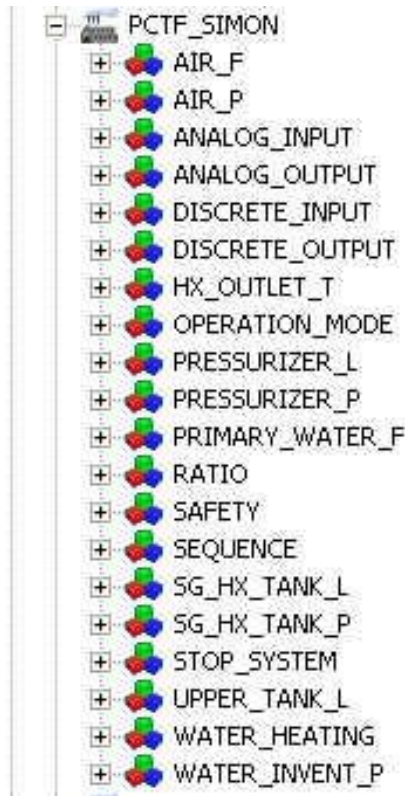 PCTF_SIMON
AIR_F
AIR_P
ANALOG_INPUT
ANALOG_OUTPUT
DISCRETE_INPUT
DISCRETE_OUTPUT
HX_OUTLET_T
OPERATION_MODE
PRESSURIZER_L
PRESSURIZER_P
PRIMARY_WATER_F
RATIO
SAFETY
SEQUENCE
SG_HX_TANK_L
SG_HX_TANK_P
STOP_SYSTEM
UPPER_TANK_L
WATER_HEATING
WATER_INVENT_P